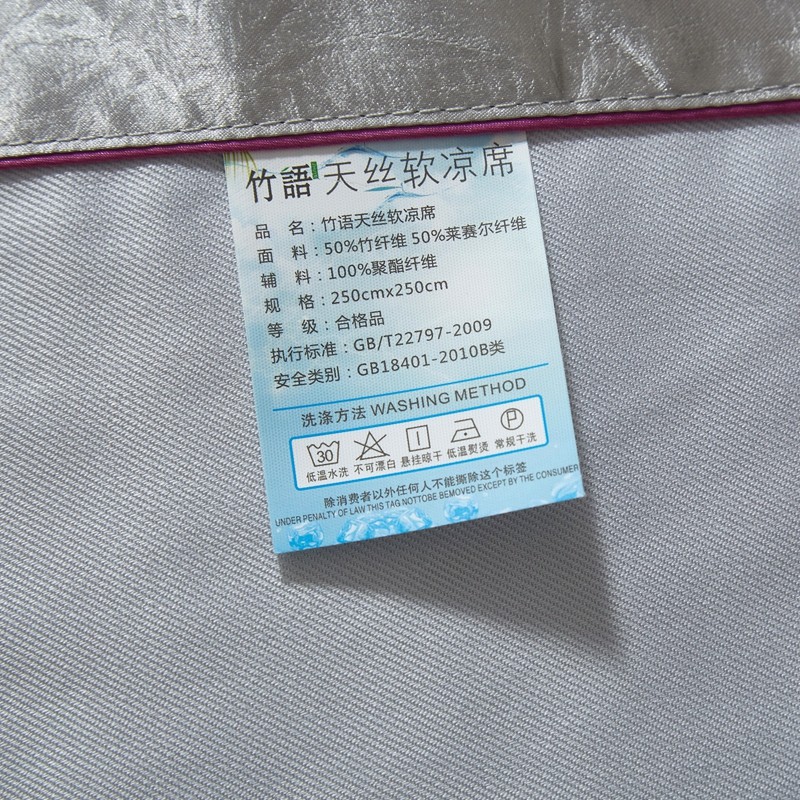 竹語 天丝软凉席
品 名：竹语天丝软凉席
面 料：50%竹纤维 50%莱赛尔纤维
辅 料：100%聚酯纤维
规 格：250cmx250cm
等 级：合格品
执行标准：GB/T22797-2009
安全类别：GB18401-2010B类
洗涤方法 WASHING METHOD
30 P
低温水洗 不可漂白 悬挂晾干 低温熨烫 常规干洗
除消费者以外任何人不能撕除这个标签
UNDER PENALTY OF LAW THIS TAG NOTTOBE BEMOVED EXCEPT BY THE CONSUMER